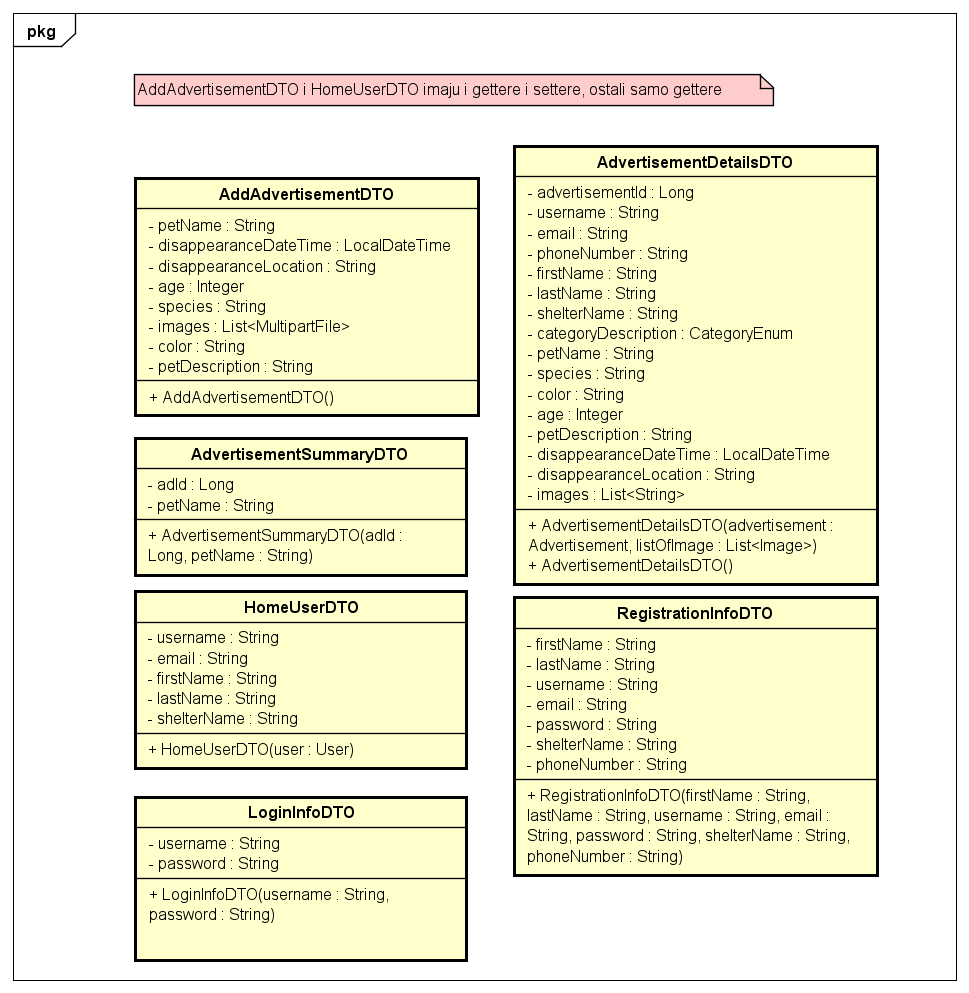 pkg
AddAdvertisementDTO i HomeUserDTO imaju i gettere i settere, ostali samo gettere
AddAdvertisementDTO
- petName : String
- disappearanceDateTime : LocalDateTime
- disappearanceLocation : String
- age : Integer
- species : String
- images : List<MultipartFile>
- color : String
- petDescription : String
+ AddAdvertisementDTO()
AdvertisementSummaryDTO
- adId : Long
- petName : String
+ AdvertisementSummaryDTO(adId :
Long, petName : String)
HomeUserDTO
- username : String
- email : String
- firstName : String
- lastName : String
- shelterName : String
+ HomeUserDTO(user : User)
LoginInfoDTO
- username : String
- password : String
+ LoginInfoDTO(username : String,
password : String)
AdvertisementDetailsDTO
- advertisementId : Long
- username : String
- email : String
- phoneNumber : String
- firstName : String
- lastName : String
- shelterName : String
- categoryDescription : CategoryEnum
- petName : String
- species : String
- color : String
- age : Integer
- petDescription : String
- disappearanceDateTime : LocalDateTime
- disappearanceLocation : String
- images : List<String>
+ AdvertisementDetailsDTO(advertisement :
Advertisement, listOfImage : List<Image>)
+ AdvertisementDetailsDTO()
RegistrationInfoDTO
- firstName : String
- lastName : String
- username : String
- email : String
- password : String
- shelterName : String
- phoneNumber : String
+ RegistrationInfoDTO(firstName : String,
lastName : String, username : String, email :
String, password : String, shelterName : String,
phoneNumber : String)